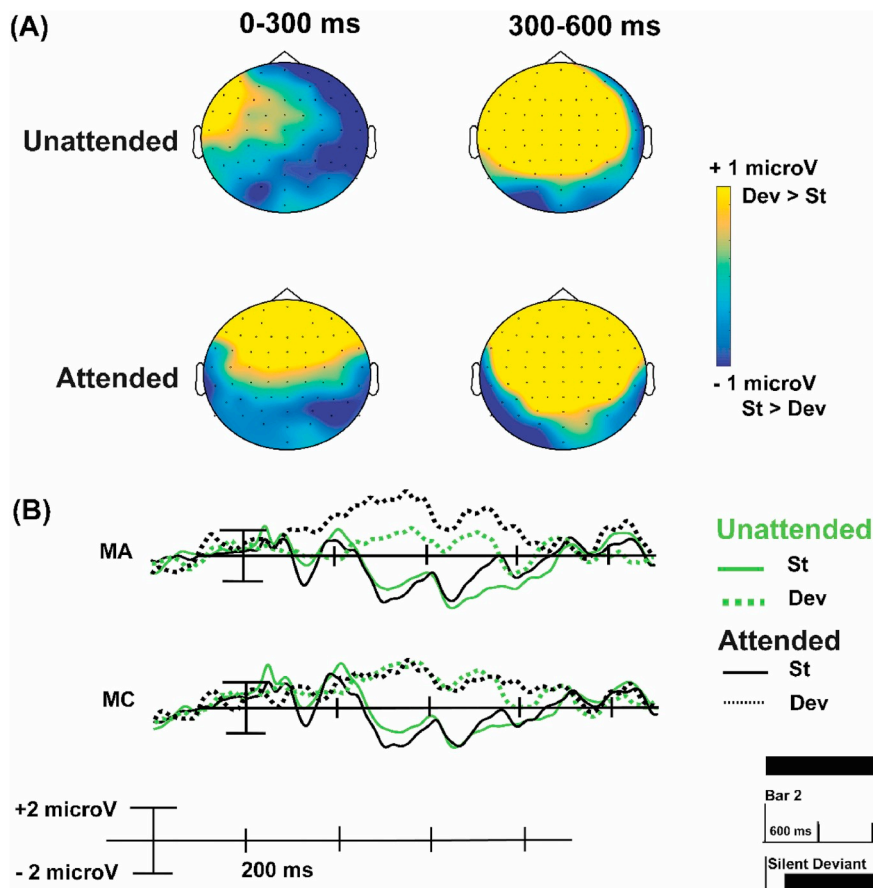 (A)
0-300 ms
300-600 ms
Unattended
+ 1 microV
Dev > St
Attended
- 1 microV
St > Dev
(B)
MA
Unattended
St
Dev
Attended
St
Dev
MC
+2 microV
- 2 microV
200 ms
Bar 2
600 ms
Silent Deviant